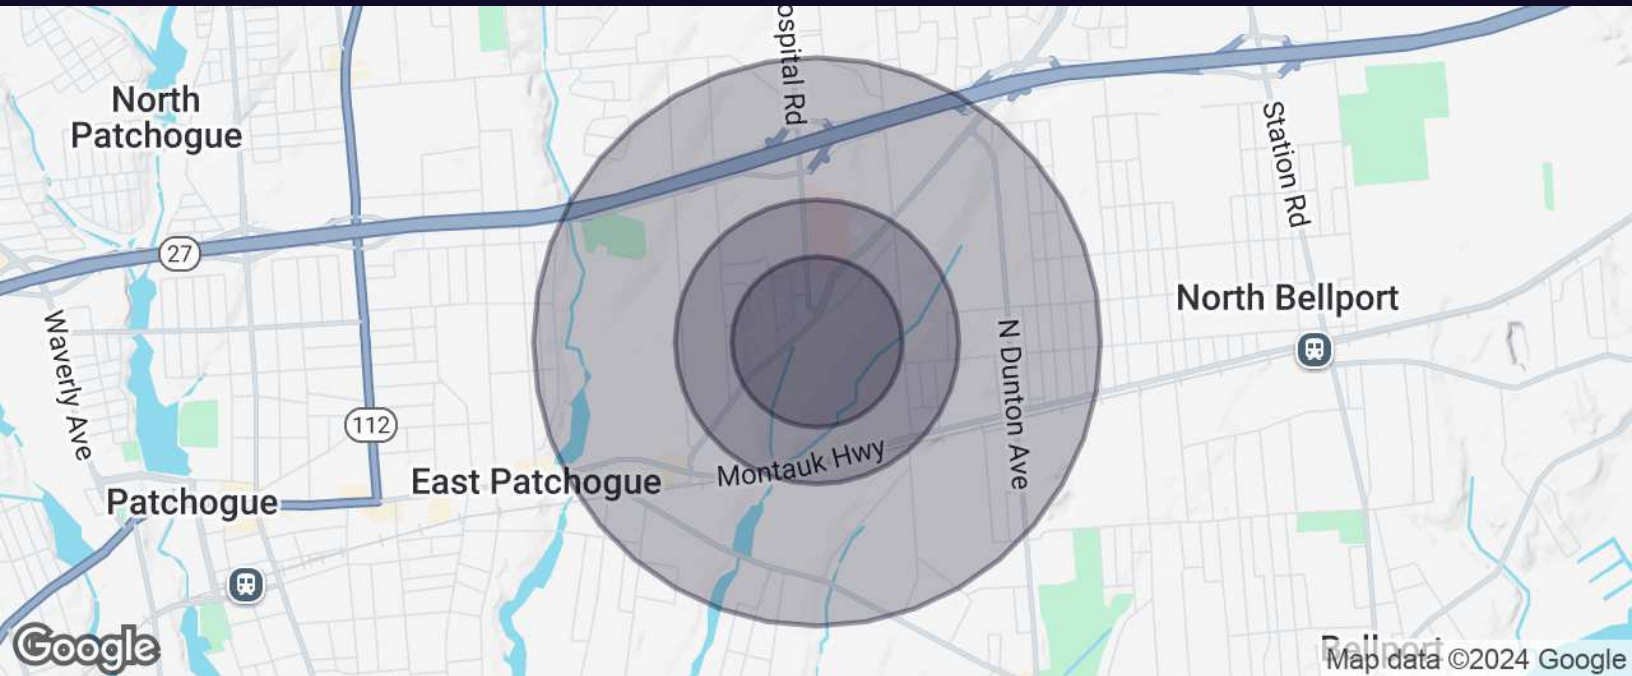 ospital Rd
North
Patchogue
Station Rd
27
North Bellport
Waverly Ave
N Dunton Ave
112
Montauk Hwy
East Patchogue
Patchogue
Bellport
Google
Map data ©2024 Google